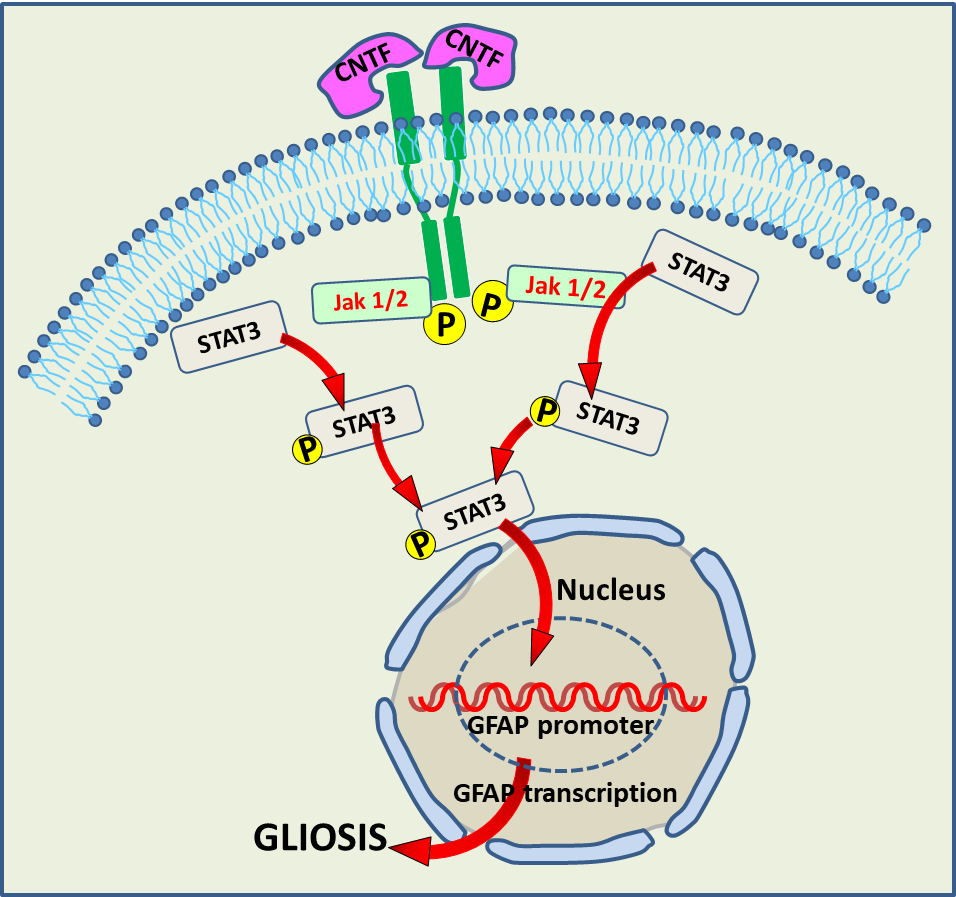 CNTF
CNTF
STAT3
Jak 1/2
Jak 1/2
P
P
STAT3
STAT3
P
P
STAT3
STAT3
P
Nucleus
GFAP promoter
GFAP transcription
GLIOSIS